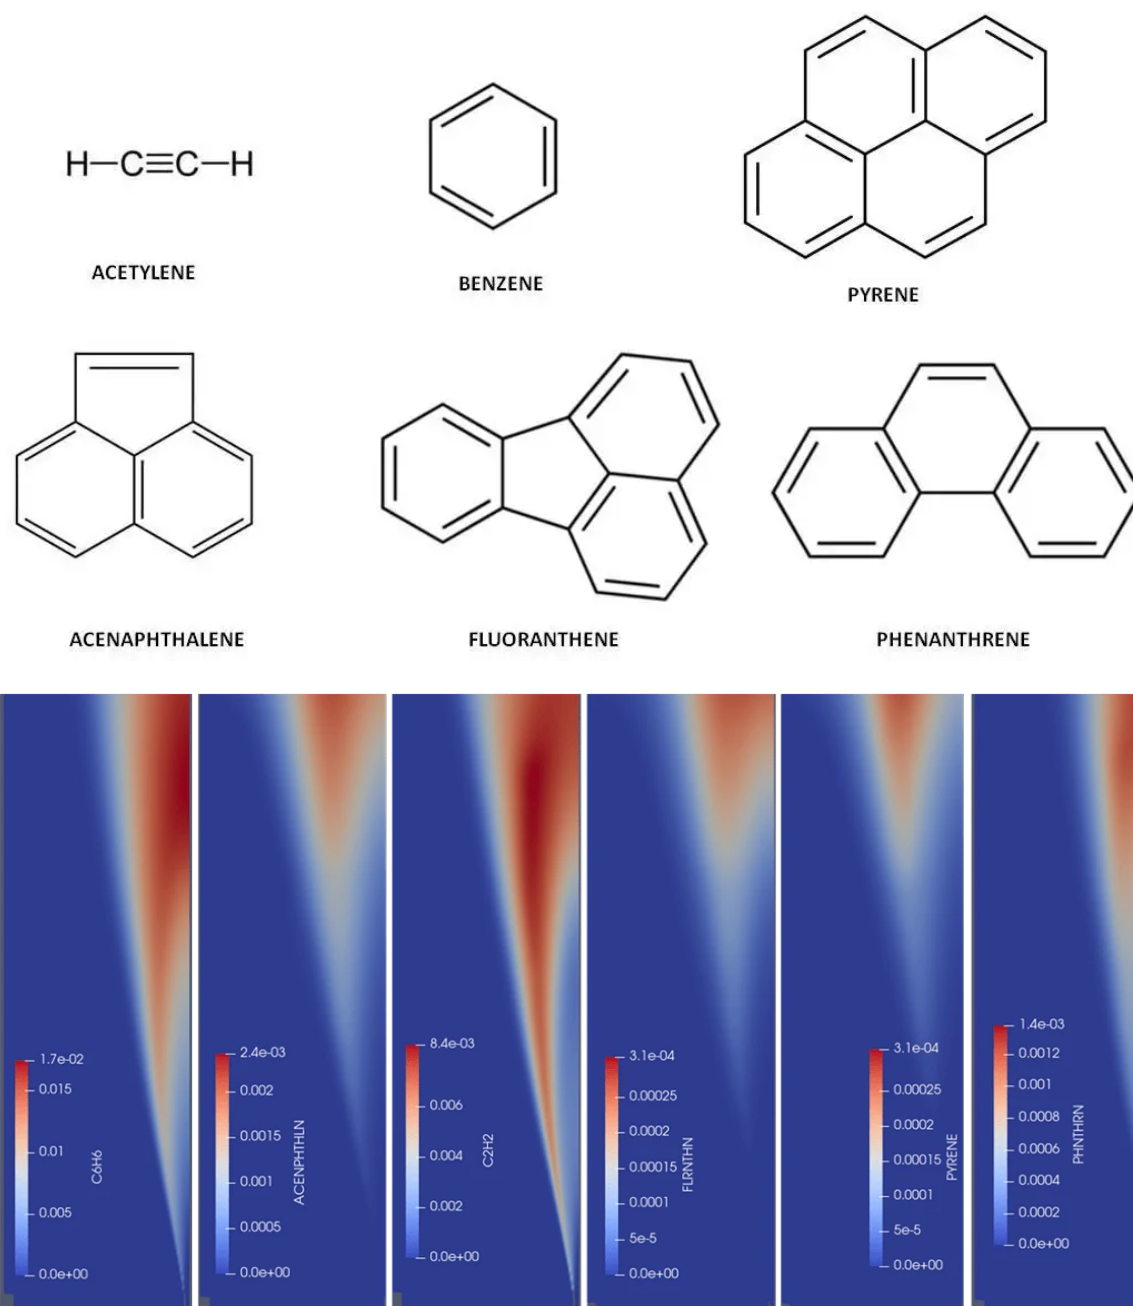 H–C≡C–H
ACETYLENE
BENZENE
PYRENE
ACENAPHTHALENE
FLUORANTHENE
PHENANTHRENE
1.7e-02
0.015
0.01
0.005
0.0e+00
C6H6
2.4e-03
0.002
0.0015
0.001
0.0005
0.0e+00
ACENPHTHLN
8.4e-03
0.006
0.004
0.002
0.0e+00
C2H2
3.1e-04
0.00025
0.0002
0.00015
0.0001
5e-5
0.0e+00
FLRNTHN
3.1e-04
0.00025
0.0002
0.00015
0.0001
5e-5
0.0e+00
PYRENE
1.4e-03
0.0012
0.001
0.0008
0.0006
0.0004
0.0002
0.0e+00
PHNTHRN